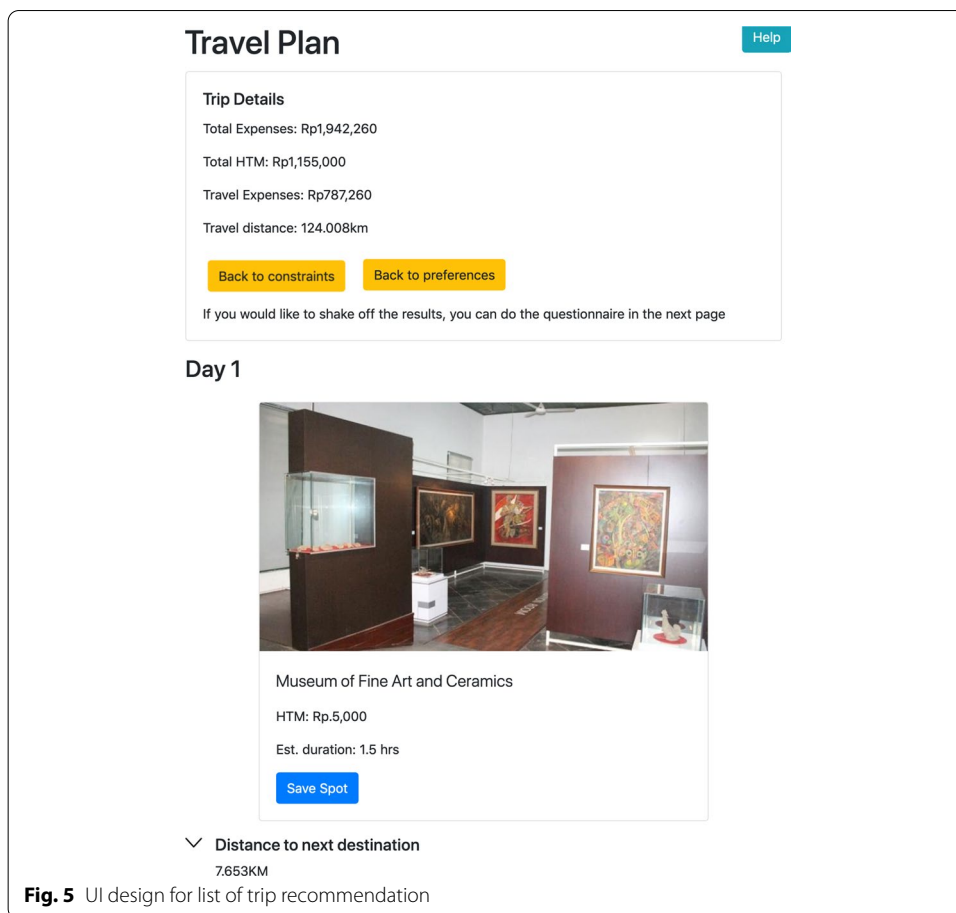 Travel Plan
Help
Trip Details
Total Expenses: Rp1,942,260
Total HTM: Rp1,155,000
Travel Expenses: Rp787,260
Travel distance: 124.008km
Back to constraints
Back to preferences
If you would like to shake off the results, you can do the questionnaire in the next page
Day 1
Museum of Fine Art and Ceramics
HTM: Rp.5,000
Est. duration: 1.5 hrs
Save Spot
Distance to next destination
7.653KM
Fig. 5 UI design for list of trip recommendation